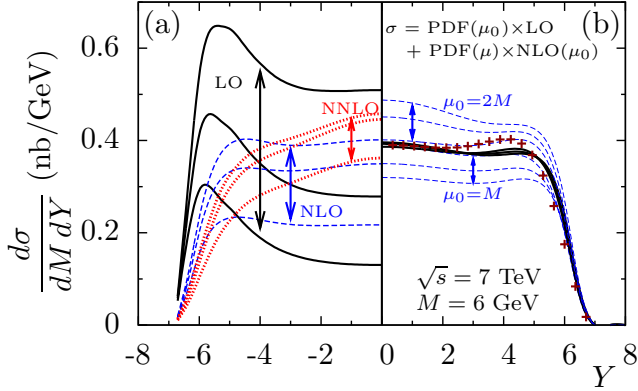 (a)
(b)
σ = PDF(μ₀)×LO
+ PDF(μ)×NLO(μ₀)
0.6
0.4
0.2
0
dσ/dM dY (nb/GeV)
LO
NNLO
NLO
μ₀=2M
μ₀=M
√s = 7 TeV
M = 6 GeV
-8 -6 -4 -2 0 2 4 6 8
Y